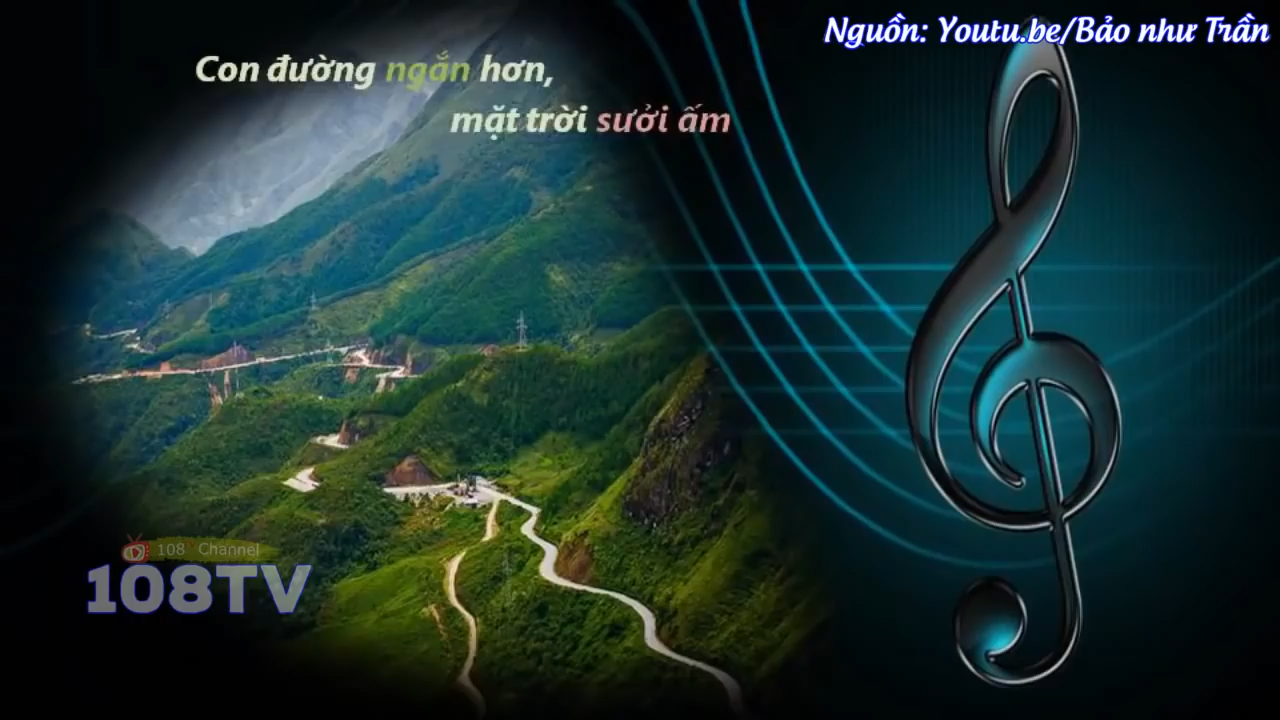 Nguồn: Youtu.be/Bảo như Trần
Con đường ngắn hơn,
mặt trời sưởi ấm
108 Channel
108TV